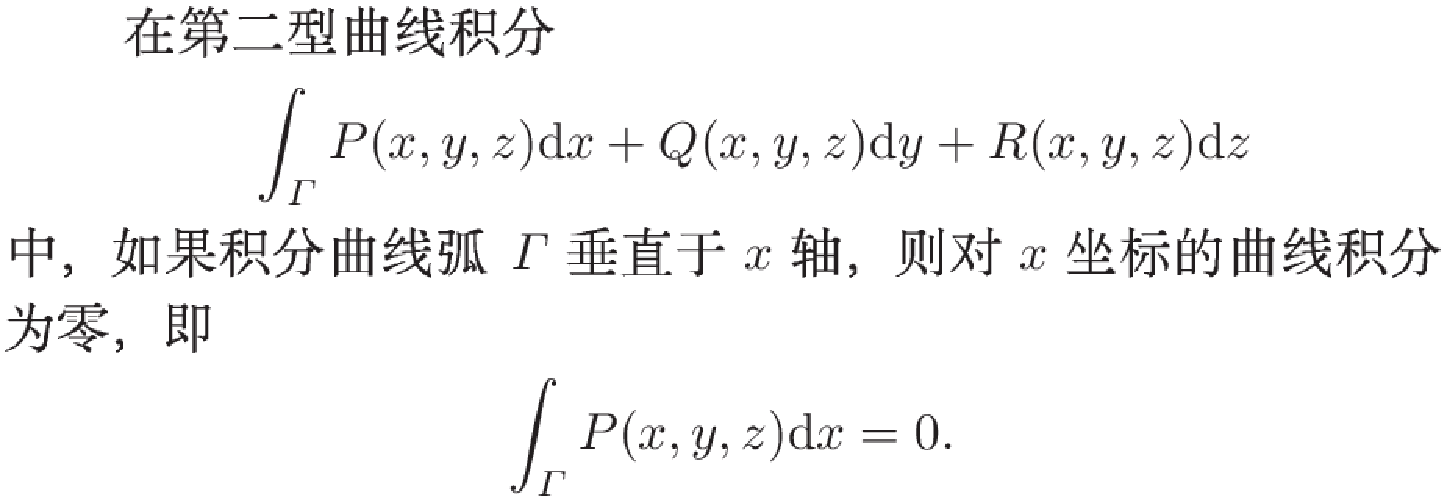 在第二型曲线积分
∫_Γ P(x, y, z)dx + Q(x, y, z)dy + R(x, y, z)dz
中，如果积分曲线弧 Γ 垂直于 x 轴，则对 x 坐标的曲线积分
为零，即
∫_Γ P(x, y, z)dx = 0.